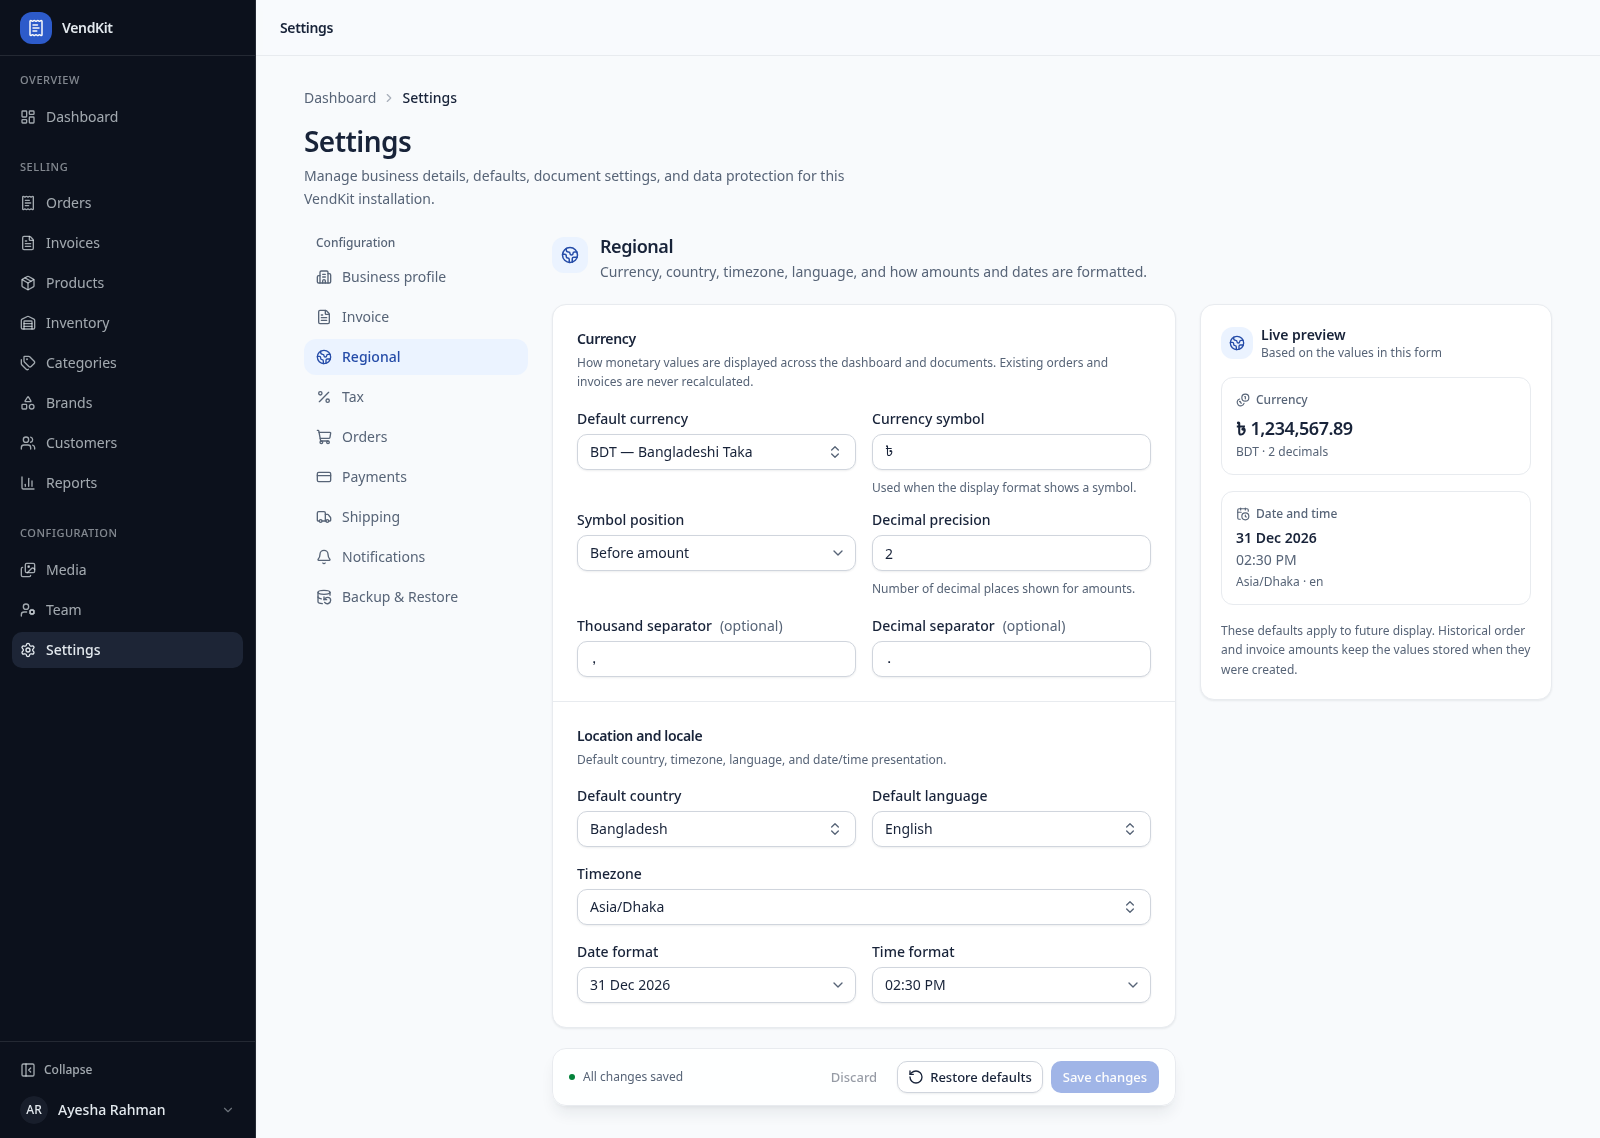 VendKit
Settings
OVERVIEW
Dashboard
SELLING
Orders
Invoices
Products
Inventory
Categories
Brands
Customers
Reports
CONFIGURATION
Media
Team
Settings
Collapse
AR
Ayesha Rahman
Dashboard
Settings
Settings
Manage business details, defaults, document settings, and data protection for this
VendKit installation.
Configuration
Business profile
Invoice
Regional
Tax
Orders
Payments
Shipping
Notifications
Backup & Restore
Regional
Currency, country, timezone, language, and how amounts and dates are formatted.
Currency
How monetary values are displayed across the dashboard and documents. Existing orders and
invoices are never recalculated.
Default currency
BDT — Bangladeshi Taka
Currency symbol
৳
Used when the display format shows a symbol.
Symbol position
Before amount
Decimal precision
2
Number of decimal places shown for amounts.
Thousand separator (optional)
,
Decimal separator (optional)
.
Location and locale
Default country, timezone, language, and date/time presentation.
Default country
Bangladesh
Default language
English
Timezone
Asia/Dhaka
Date format
31 Dec 2026
Time format
02:30 PM
All changes saved
Discard
Restore defaults
Save changes
Live preview
Based on the values in this form
Currency
৳ 1,234,567.89
BDT · 2 decimals
Date and time
31 Dec 2026
02:30 PM
Asia/Dhaka · en
These defaults apply to future display. Historical order
and invoice amounts keep the values stored when they
were created.